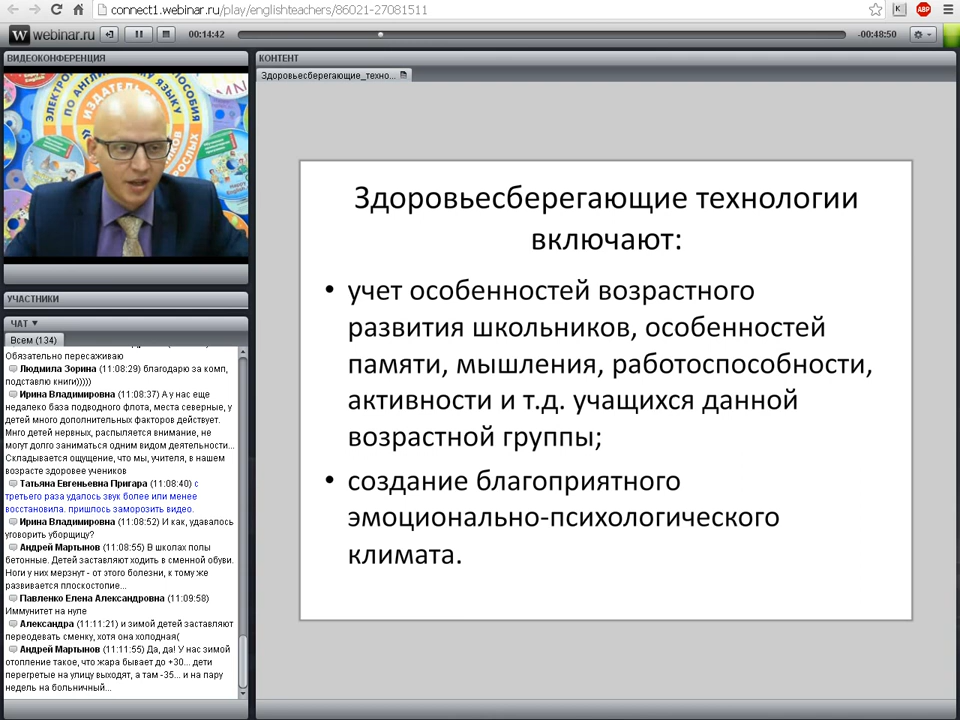 connect1.webinar.ru/play/englishteachers/86021-27081511
webinar.ru
00:14:42
-00:48:50
ВИДЕОКОНФЕРЕНЦИЯ
ЭЛЕКТРОН
ПО АНГЛИ
МУ ЯЗЫКУ
ПОСОБИЯ
ИЗДАТЕЛЬС
НИКОВ
РОСЛЫХ
УЧАСТНИКИ
ЧАТ
Всем (134)
Обязательно пересаживаю
Людмила Зорина (11:08:29) благодарю за комп,
подставлю книги)))))
Ирина Владимировна (11:08:37) А у нас еще
недалеко база подводного флота, места северные, у
детей много дополнительных факторов действует.
Мнго детей нервных, распыляется внимание, не
могут долго заниматься одним видом деятельности...
Складывается ощущение, что мы, учителя, в нашем
возрасте здоровее учеников
Татьяна Евгеньевна Пригара (11:08:40) с
третьего раза удалось звук более или менее
восстановила. пришлось заморозить видео.
Ирина Владимировна (11:08:52) И как, удавалось
уговорить уборщицу?
Андрей Мартынов (11:08:55) В школах полы
бетонные. Детей заставляют ходить в сменной обуви.
Ноги у них мерзнут - от этого болезни, к тому же
развивается плоскостопие...
Павленко Елена Александровна (11:09:58)
Иммунитет на нуле
Александра (11:11:21) и зимой детей заставляют
переодевать сменку, хотя она холодная(
Андрей Мартынов (11:11:55) Да, да! У нас зимой
отопление такое, что жара бывает до +30... дети
перегретые на улицу выходят, а там -35... и на пару
недель на больничный...
КОНТЕНТ
Здоровьесберегающие_техно...
Здоровьесберегающие технологии
включают:
• учет особенностей возрастного
развития школьников, особенностей
памяти, мышления, работоспособности,
активности и т.д. учащихся данной
возрастной группы;
• создание благоприятного
эмоционально-психологического
климата.